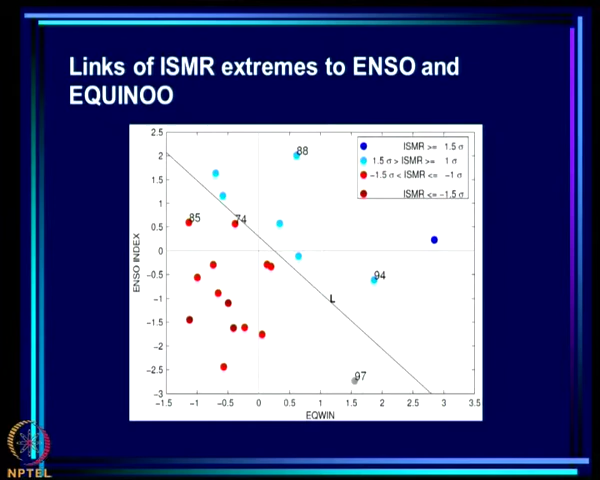 Links of ISMR extremes to ENSO and
EQUINOO
ISMR >= 1.5 σ
1.5 σ > ISMR >= 1 σ
-1.5 σ < ISMR <= -1 σ
ISMR <= -1.5 σ
88
85
74
94
L
97
ENSO INDEX
2.5
2
1.5
1
0.5
0
-0.5
-1
-1.5
-2
-2.5
-3
-1.5 -1 -0.5 0 0.5 1 1.5 2 2.5 3 3.5
EQWIN
NPTEL